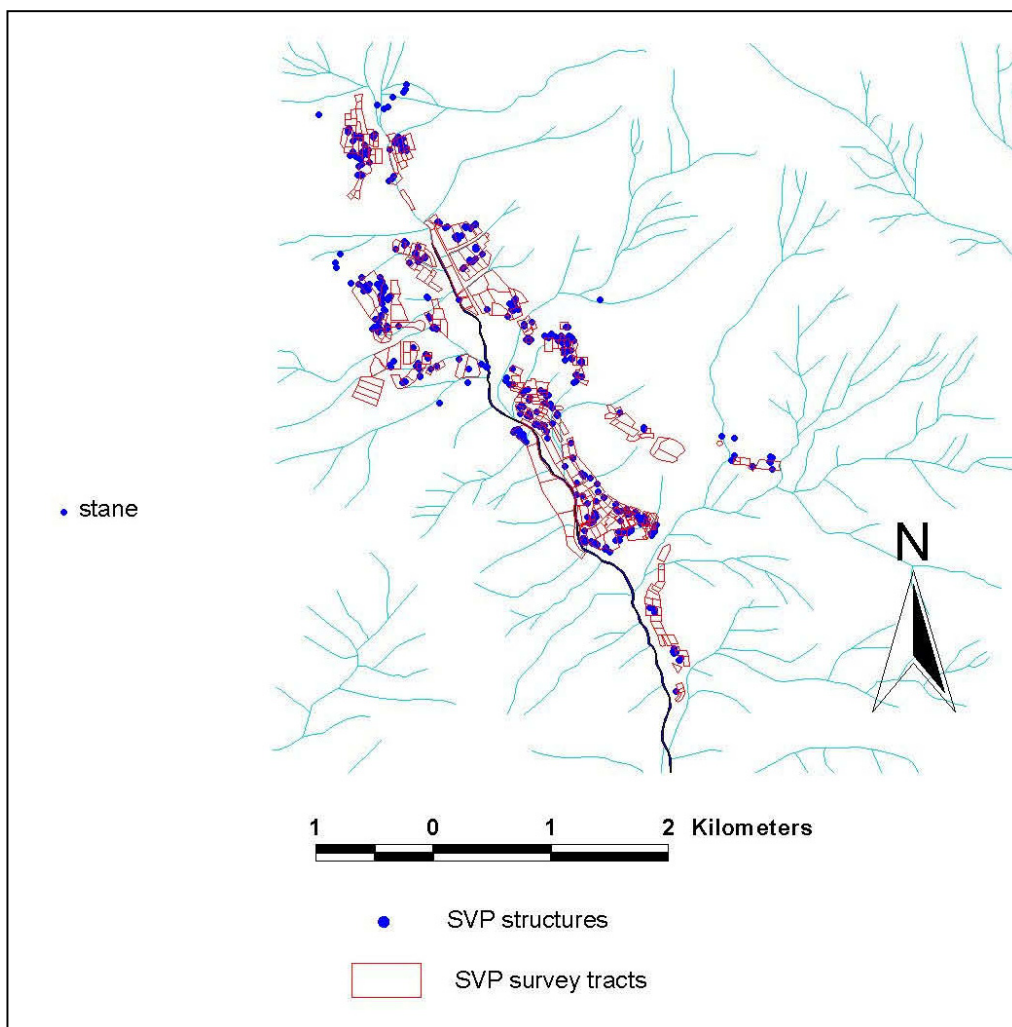 stane
N
1 0 1 2 Kilometers
SVP structures
SVP survey tracts